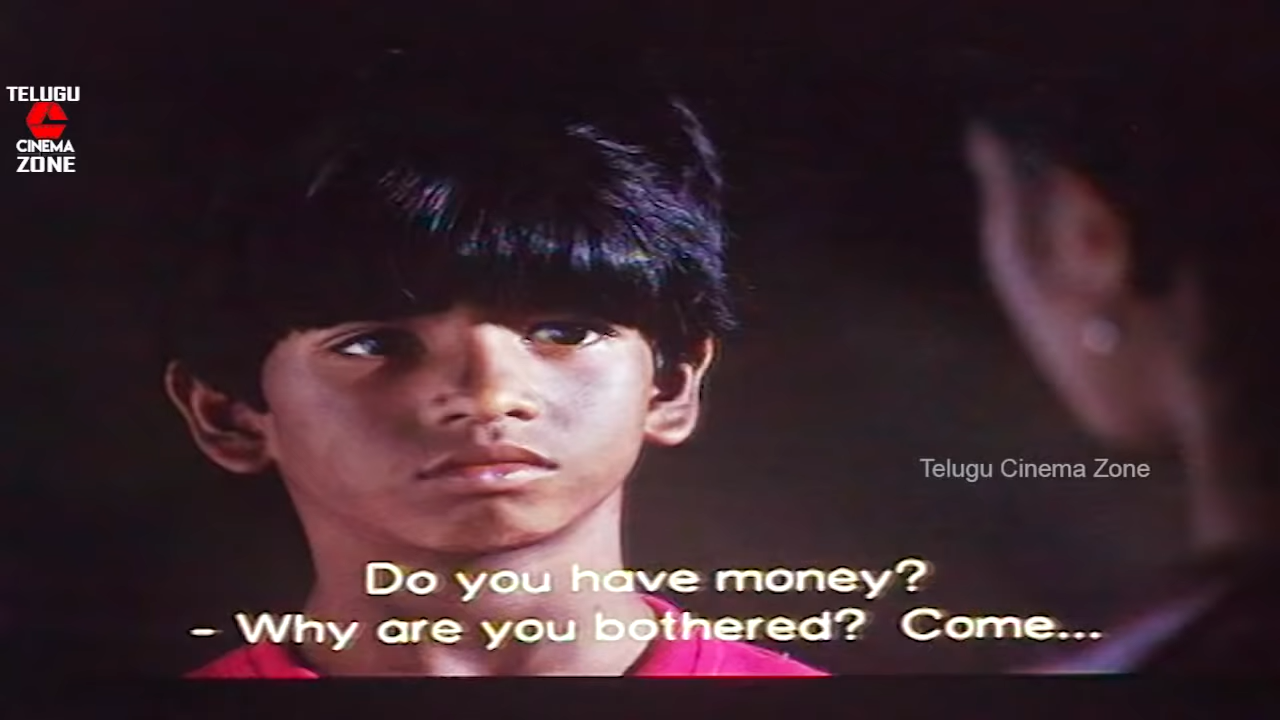 TELUGU
CINEMA
ZONE
Telugu Cinema Zone
Do you have money?
- Why are you bothered? Come...